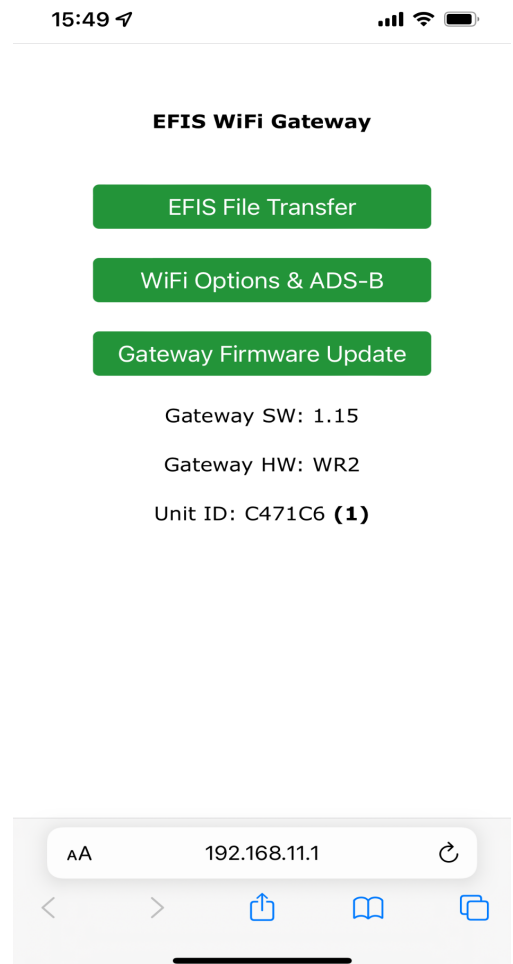 15:49
EFIS WiFi Gateway
EFIS File Transfer
WiFi Options & ADS-B
Gateway Firmware Update
Gateway SW: 1.15
Gateway HW: WR2
Unit ID: C471C6 (1)
AA 192.168.11.1